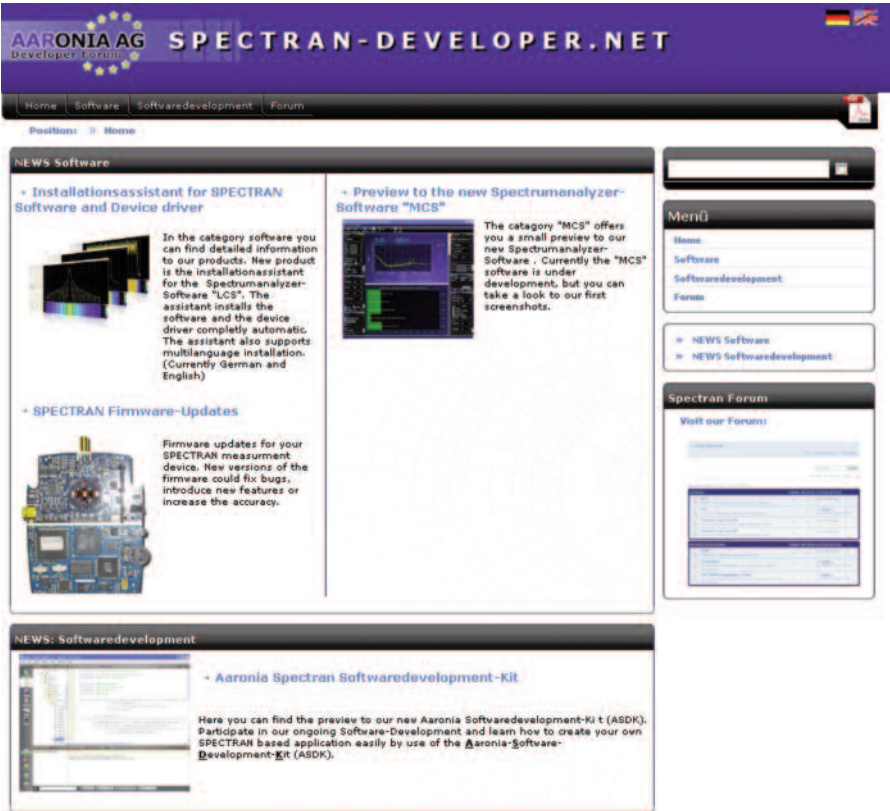 AARONIA AG
Developer Forum
SPECTRAN-DEVELOPER.NET
Home Software Softwaredevelopment Forum
Position: » Home
NEWS Software
Installationsassistant for SPECTRAN
Software and Device driver
In the category software you
can find detailed information
to our products. New product
is the installationassistant
for the Spectrumanalyzer-
Software "LCS". The
assistant installs the
software and the device
driver completly automatic.
The assistant also supports
multilanguage installation.
(Currently German and
English)
SPECTRAN Firmware-Updates
Firmware updates for your
SPECTRAN measurment
device. New versions of the
firmware could fix bugs,
introduce new features or
increase the accuracy.
Preview to the new Spectrumanalyzer-
Software "MCS"
The catagory "MCS" offers
you a small preview to our
new Spectrumanalyzer-
Software . Currently the "MCS"
software is under
development, but you can
take a look to our first
screenshots.
Menü
Home
Software
Softwaredevelopment
Forum
» NEWS Software
» NEWS Softwaredevelopment
Spectran Forum
Visit our Forum:
NEWS: Softwaredevelopment
Aaronia Spectran Softwaredevelopment-Kit
Here you can find the preview to our new Aaronia Softwaredevelopment-Ki t (ASDK).
Participate in our ongoing Software-Development and learn how to create your own
SPECTRAN based application easily by use of the Aaronia-Software-
Development-Kit (ASDK).